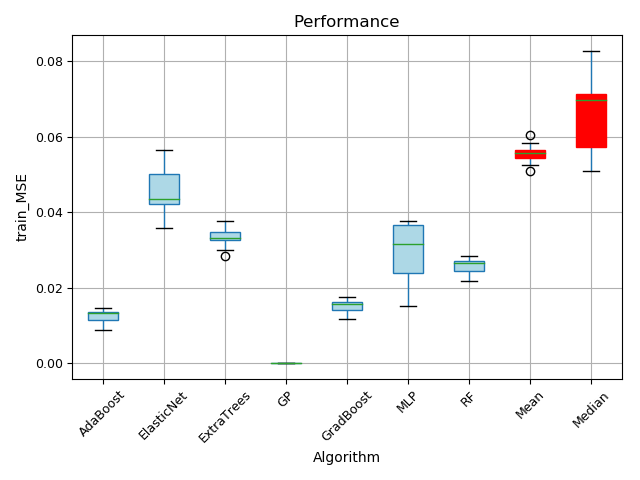 Performance
train_MSE
0.08
0.06
0.04
0.02
0.00
AdaBoost
ElasticNet
ExtraTrees
GP
GradBoost
MLP
RF
Mean
Median
Algorithm